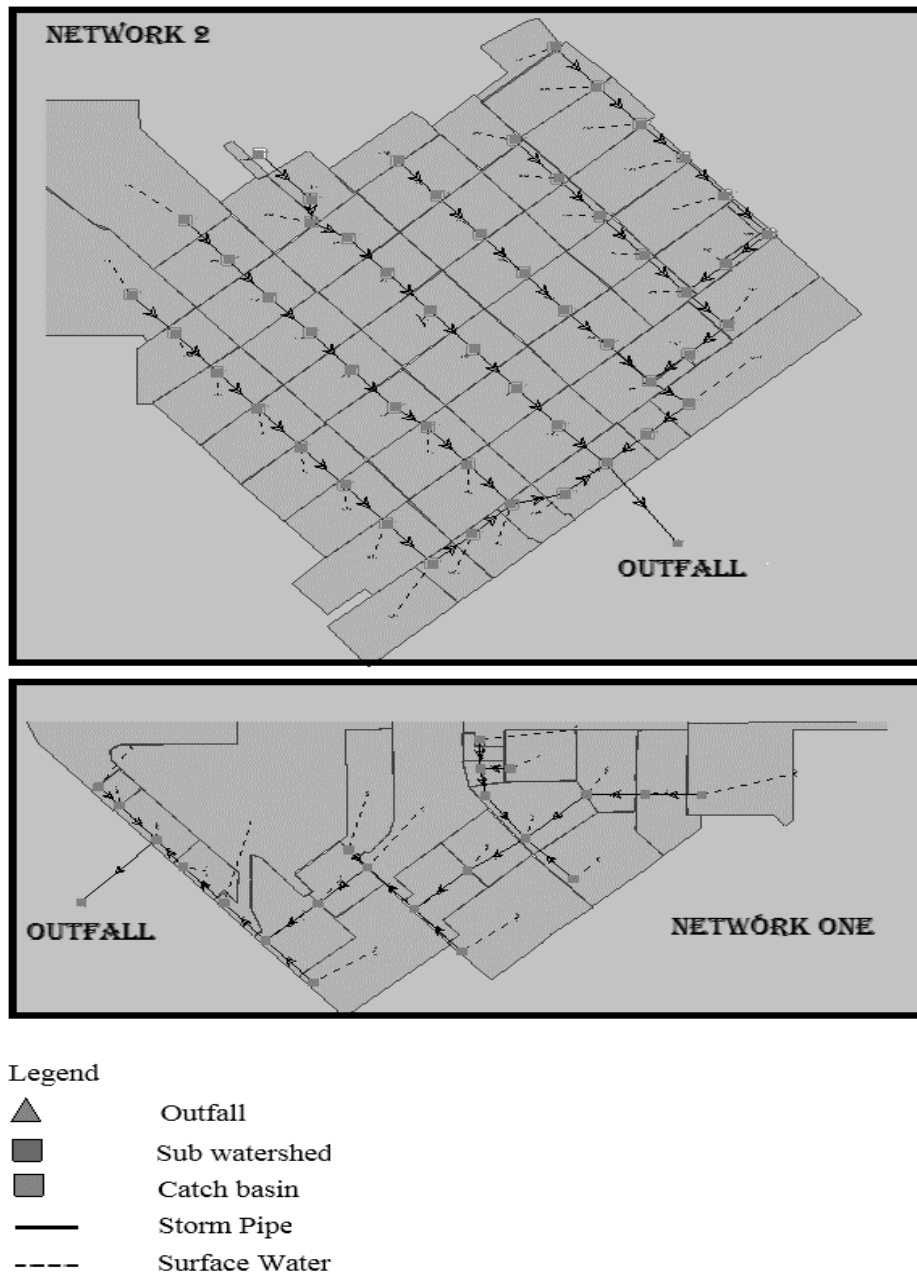 NETWORK 2
OUTFALL
OUTFALL
NETWORK ONE
Legend
Outfall
Sub watershed
Catch basin
Storm Pipe
Surface Water